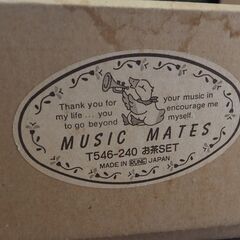 Thank you for your music in
my life ... you encourage me
to go beyond myself.
MUSIC MATES
T546-240 お茶SET
MADE IN JAPAN